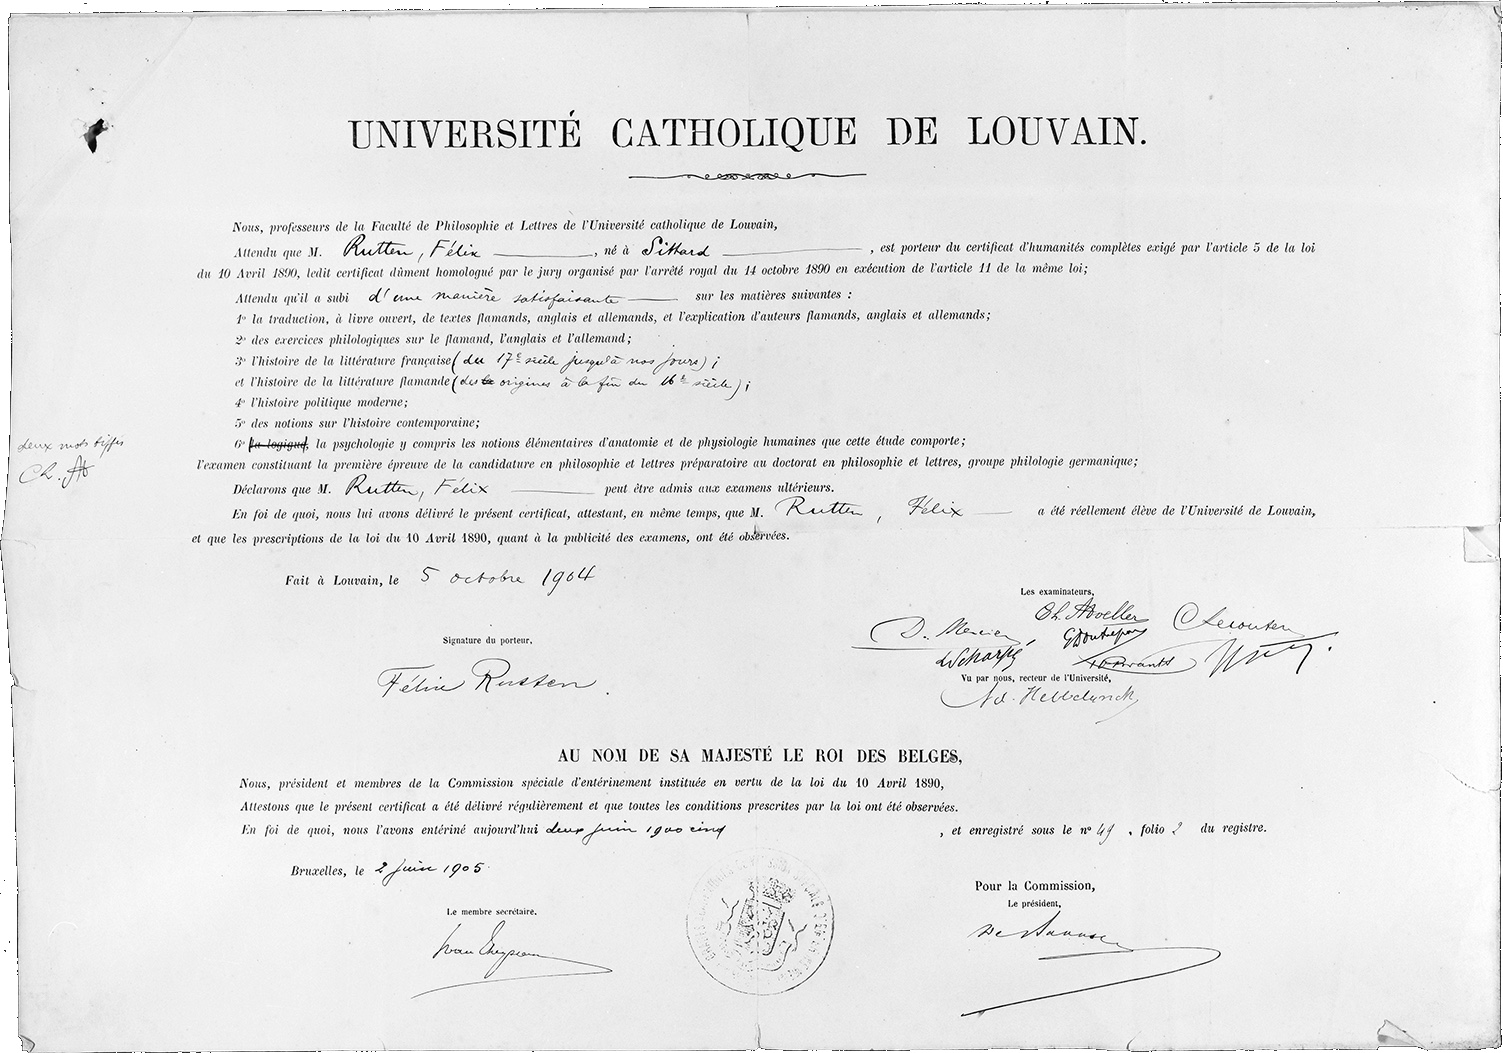 UNIVERSITÉ CATHOLIQUE DE LOUVAIN.
Nous, professeurs de la Faculté de Philosophie et Lettres de l'Université catholique de Louvain,
Attendu que M. Rutten, Félix, né à Sittard, est porteur du certificat d'humanités complètes exigé par l'article 5 de la loi
du 10 Avril 1890, ledit certificat dûment homologué par le jury organisé par l'arrêté royal du 14 octobre 1890 en exécution de l'article 11 de la même loi;
Attendu qu'il a subi d'une manière satisfaisante sur les matières suivantes :
1° la traduction, à livre ouvert, de textes flamands, anglais et allemands, et l'explication d'auteurs flamands, anglais et allemands;
2° des exercices philologiques sur le flamand, l'anglais et l'allemand;
3° l'histoire de la littérature française (du 17e siècle jusqu'à nos jours);
et l'histoire de la littérature flamande (des origines à la fin du 16e siècle);
4° l'histoire politique moderne;
5° des notions sur l'histoire contemporaine;
deux mots biffés
6° la logique, la psychologie y compris les notions élémentaires d'anatomie et de physiologie humaines que cette étude comporte;
Ch. M
l'examen constituant la première épreuve de la candidature en philosophie et lettres préparatoire au doctorat en philosophie et lettres, groupe philologie germanique;
Déclarons que M. Rutten, Félix peut être admis aux examens ultérieurs.
En foi de quoi, nous lui avons délivré le présent certificat, attestant, en même temps, que M. Rutten, Félix a été réellement élève de l'Université de Louvain,
et que les prescriptions de la loi du 10 Avril 1890, quant à la publicité des examens, ont été observées.
Fait à Louvain, le 5 octobre 1904
Les examinateurs,
Ch. Moeller
D. Mercier
Signature du porteur.
L Scharpé
Félix Rutten.
Vu par nous, recteur de l'Université,
Ad. Hebbelynck
AU NOM DE SA MAJESTÉ LE ROI DES BELGES,
Nous, président et membres de la Commission spéciale d'entérinement instituée en vertu de la loi du 10 Avril 1890,
Attestons que le présent certificat a été délivré régulièrement et que toutes les conditions prescrites par la loi ont été observées.
En foi de quoi, nous l'avons entériné aujourd'hui deux juin 1900 cinq, et enregistré sous le n° 49, folio 2 du registre.
Bruxelles, le 2 juin 1905
Pour la Commission,
Le président,
Le membre secrétaire,